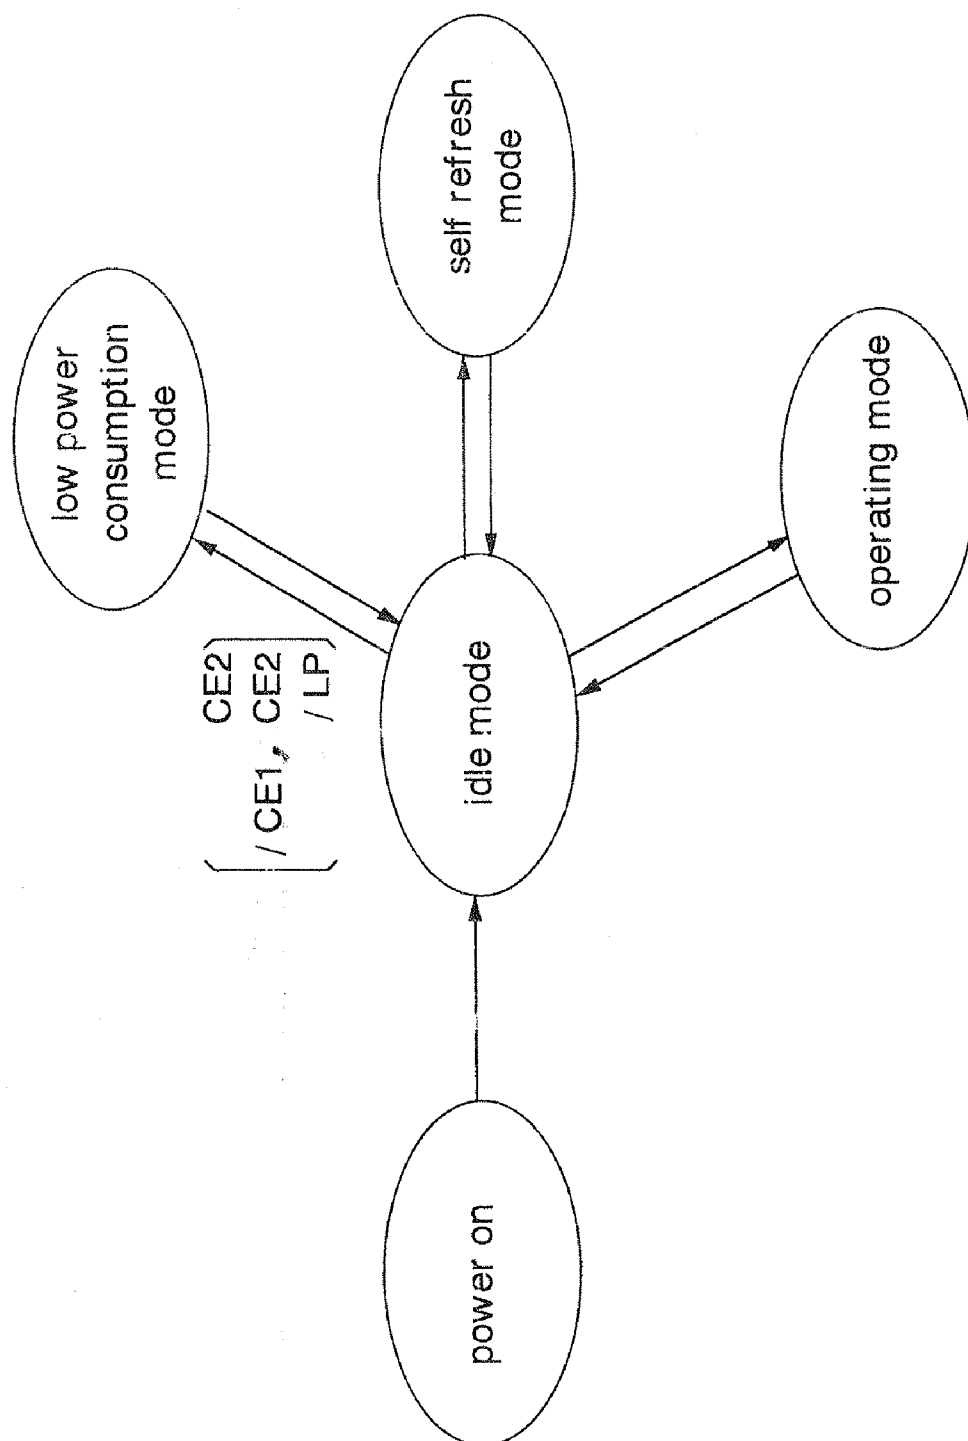 low power
consumption
mode
CE2
/ CE1, CE2
/ LP
self refresh
mode
power on
idle mode
operating mode